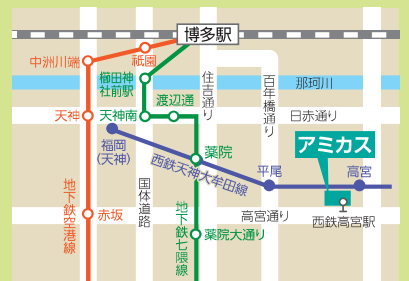 博多駅
中洲川端
祇園
櫛田神
社前駅
住吉通り
百年橋通り
那珂川
渡辺通
天神
天神南
日赤通り
福岡
(天神)
薬院
アミカス
西鉄天神大牟田線
平尾
高宮
地下鉄空港線
国体道路
赤坂
地下鉄七隈線
高宮通り
西鉄高宮駅
薬院大通り